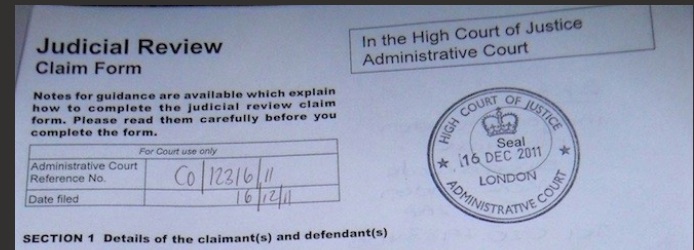 Judicial Review
Claim Form
In the High Court of Justice
Administrative Court
Notes for guidance are available which explain
how to complete the judicial review claim
form. Please read them carefully before you
complete the form.
For Court use only
Administrative Court
Reference No.
CO/12316/11
Date filed
16/12/11
HIGH COURT OF JUSTICE
Seal
16 DEC 2011
LONDON
ADMINISTRATIVE COURT
SECTION 1 Details of the claimant(s) and defendant(s)